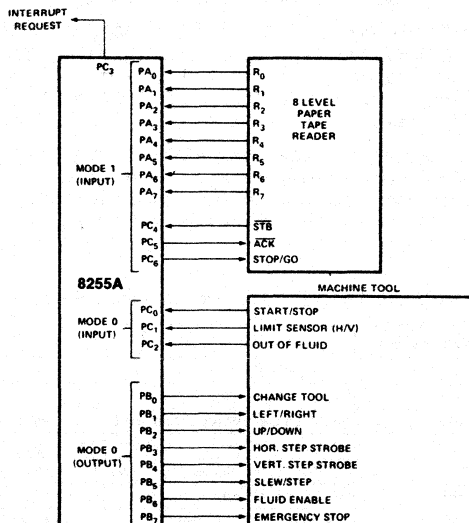 INTERRUPT
REQUEST
PC3
PA0 R0
PA1 R1
PA2 R2
PA3 R3
PA4 R4
PA5 R5
PA6 R6
PA7 R7
8 LEVEL
PAPER
TAPE
READER
MODE 1
(INPUT)
PC4 STB
PC5 ACK
PC6 STOP/GO
8255A
MACHINE TOOL
MODE 0
(INPUT)
PC0 START/STOP
PC1 LIMIT SENSOR (H/V)
PC2 OUT OF FLUID
MODE 0
(OUTPUT)
PB0 CHANGE TOOL
PB1 LEFT/RIGHT
PB2 UP/DOWN
PB3 HOR. STEP STROBE
PB4 VERT. STEP STROBE
PB5 SLEW/STEP
PB6 FLUID ENABLE
PB7 EMERGENCY STOP